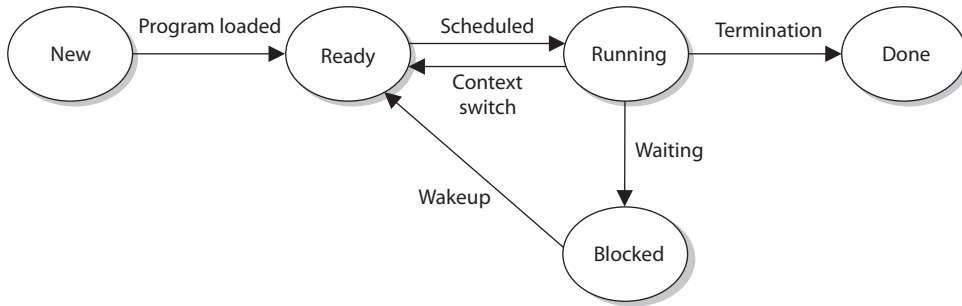 New
Program loaded
Ready
Scheduled
Context
switch
Running
Termination
Done
Waiting
Wakeup
Blocked